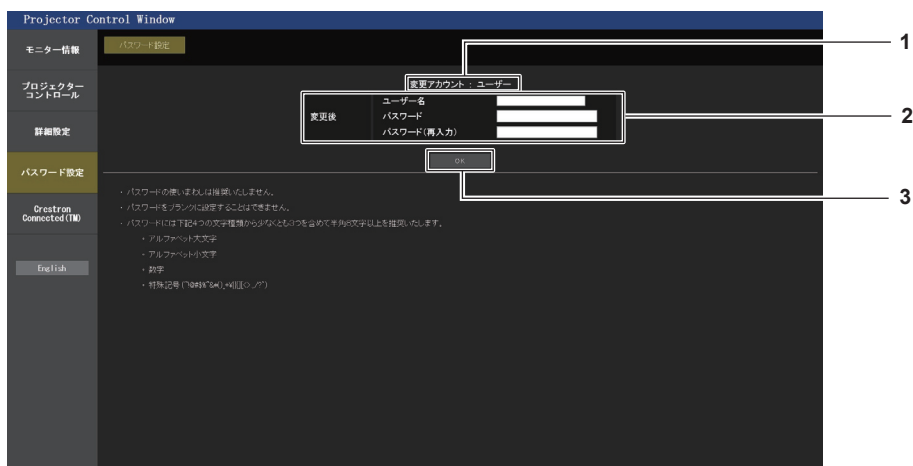 Projector Control Window
モニター情報
パスワード設定
プロジェクター
コントロール
詳細設定
パスワード設定
Crestron
Connected(TM)
English
変更アカウント : ユーザー
変更後
ユーザー名
パスワード
パスワード(再入力)
OK
・パスワードの使いまわしは推奨いたしません。
・パスワードをブランクに設定することはできません。
・パスワードには下記4つの文字種類から少なくとも3つを含めて半角8文字以上を推奨いたします。
・アルファベット大文字
・アルファベット小文字
・数字
・特殊記号
1
2
3